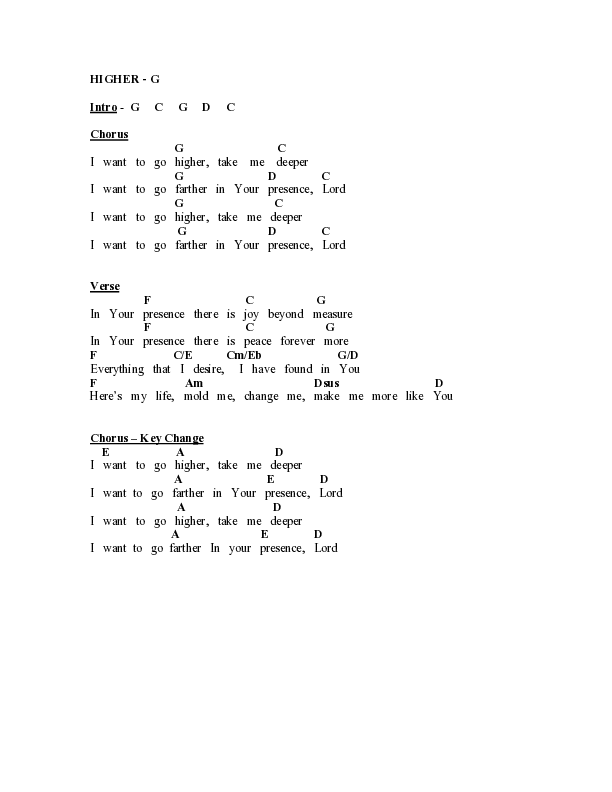 HIGHER - G
Intro - G C G D C
Chorus
G C
I want to go higher, take me deeper
G D C
I want to go farther in Your presence, Lord
G C
I want to go higher, take me deeper
G D C
I want to go farther in Your presence, Lord
Verse
F C G
In Your presence there is joy beyond measure
F C G
In Your presence there is peace forever more
F C/E Cm/Eb G/D
Everything that I desire, I have found in You
F Am Dsus D
Here's my life, mold me, change me, make me more like You
Chorus – Key Change
E A D
I want to go higher, take me deeper
A E D
I want to go farther in Your presence, Lord
A D
I want to go higher, take me deeper
A E D
I want to go farther In your presence, Lord